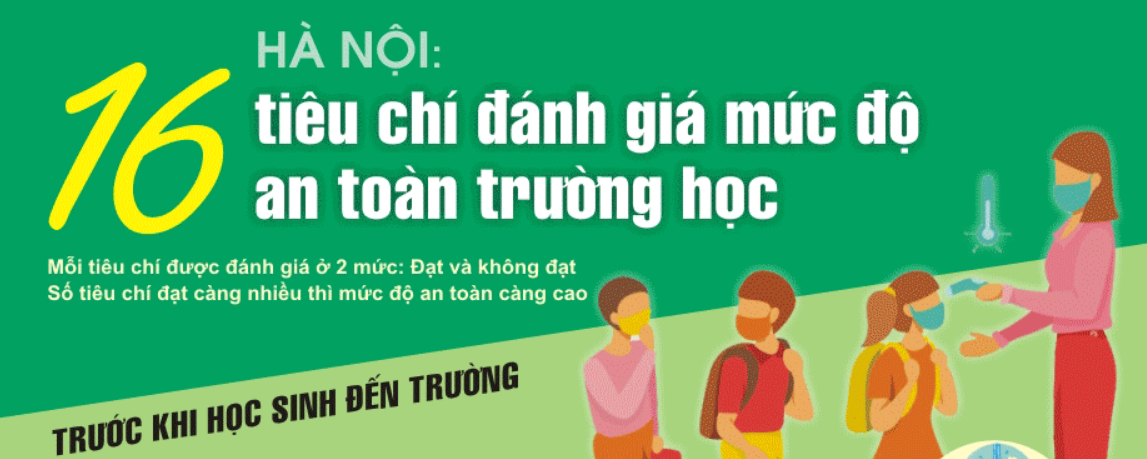 HÀ NỘI:
16 tiêu chí đánh giá mức độ
an toàn trường học
Mỗi tiêu chí được đánh giá ở 2 mức: Đạt và không đạt
Số tiêu chí đạt càng nhiều thì mức độ an toàn càng cao
TRƯỚC KHI HỌC SINH ĐẾN TRƯỜNG